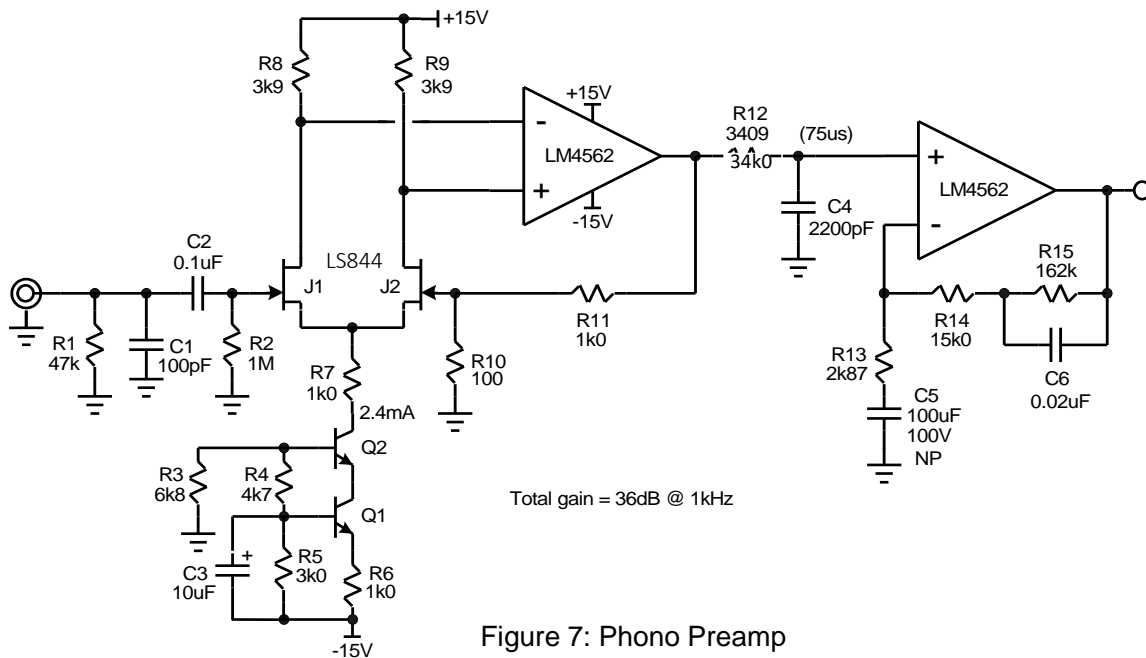 +15V
R8
3k9
R9
3k9
-
LM4562
+
+15V
-15V
R12
3409
34k0
(75us)
C4
2200pF
+
LM4562
-
R15
162k
R14
15k0
C6
0.02uF
R13
2k87
C5
100uF
100V
NP
C2
0.1uF
LS844
J1
J2
R1
47k
C1
100pF
R2
1M
R7
1k0
2.4mA
R10
100
R11
1k0
Q2
R3
6k8
R4
4k7
Q1
C3
10uF
+
R5
3k0
R6
1k0
-15V
Total gain = 36dB @ 1kHz
Figure 7: Phono Preamp